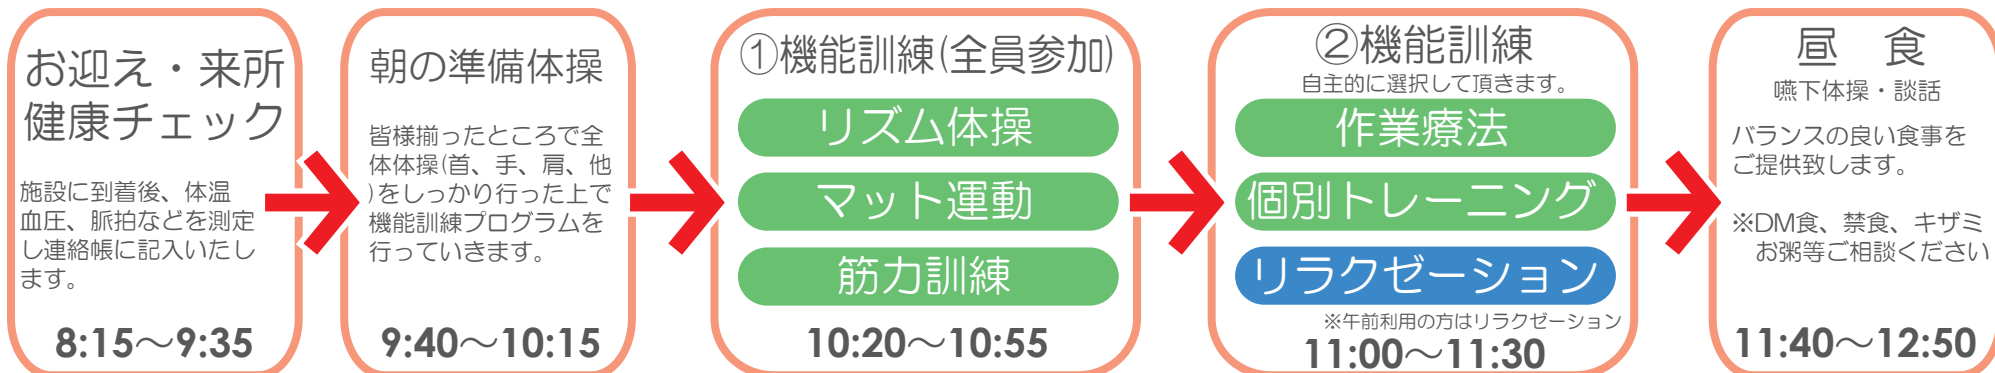 お迎え・来所
健康チェック
施設に到着後、体温
血圧、脈拍などを測定
し連絡帳に記入いたし
ます。
8:15～9:35
朝の準備体操
皆様揃ったところで全
体体操(首、手、肩、他
)をしっかり行った上で
機能訓練プログラムを
行っていきます。
9:40～10:15
①機能訓練(全員参加)
リズム体操
マット運動
筋力訓練
10:20～10:55
②機能訓練
自主的に選択して頂きます。
作業療法
個別トレーニング
リラクゼーション
※午前利用の方はリラクゼーション
11:00～11:30
昼　食
嚥下体操・談話
バランスの良い食事を
ご提供致します。
※DM食、禁食、キザミ
お粥等ご相談ください
11:40～12:50